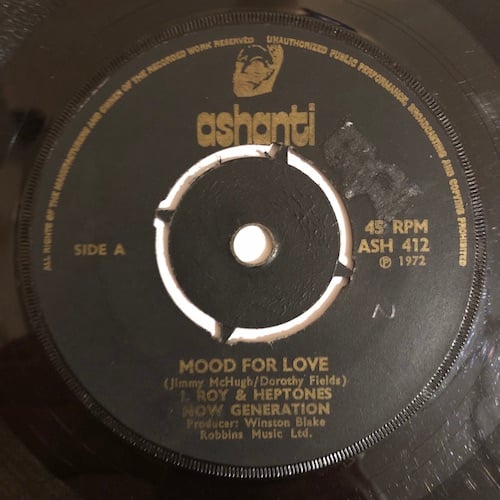 ALL RIGHTS OF THE MANUFACTURER AND OWNER OF THE RECORDED WORK RESERVED UNAUTHORIZED PUBLIC PERFORMANCE, BROADCASTING AND COPYING PROHIBITED
ashanti
SIDE A
45 RPM
ASH 412
℗ 1972
MOOD FOR LOVE
(Jimmy McHugh/Dorothy Fields)
I. ROY & HEPTONES
NOW GENERATION
Producer: Winston Blake
Robbins Music Ltd.